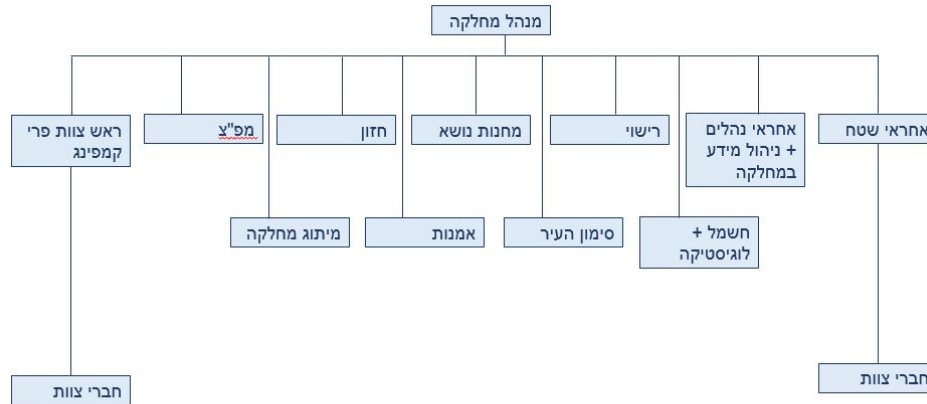 מנהל מחלקה
אחראי שטח
אחראי נהלים
+ ניהול מידע
במחלקה
רישוי
מחנות נושא
חזון
מפ"צ
ראש צוות פרי
קמפינג
חשמל +
לוגיסטיקה
סימון העיר
אמנות
מיתוג מחלקה
חברי צוות
חברי צוות